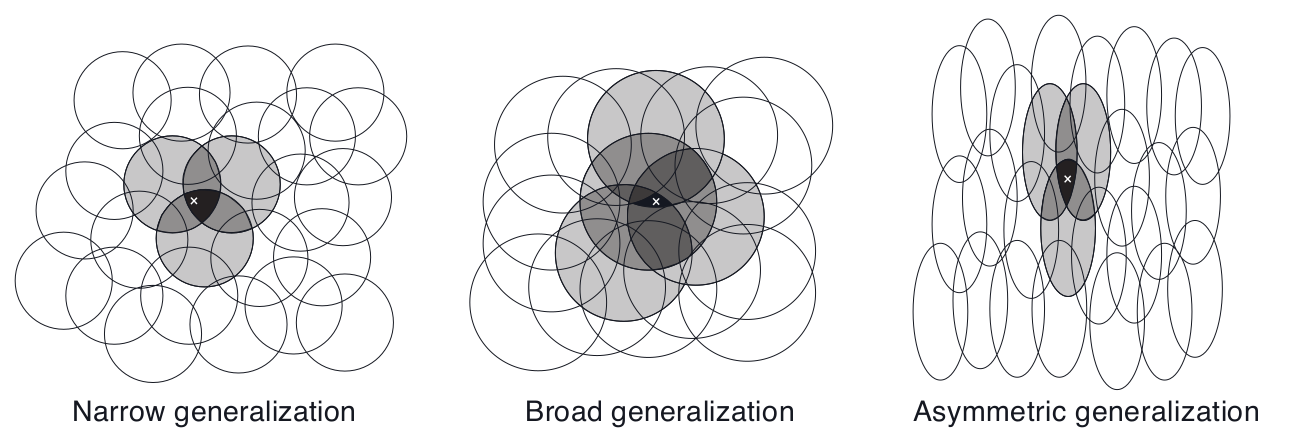 Narrow generalization
Broad generalization
Asymmetric generalization